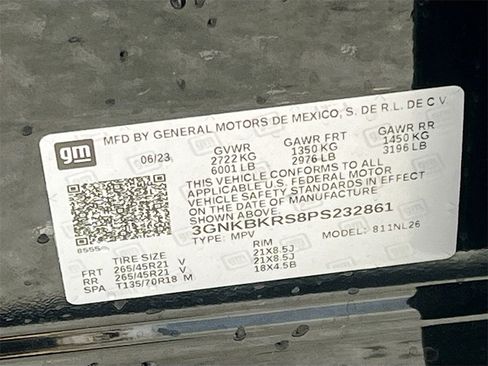 MFD BY GENERAL MOTORS DE MEXICO, S. DE R.L. DE C V
gm
06/23 GVWR GAWR FRT GAWR RR
2722 KG 1350 KG 1450 KG
6001 LB 2976 LB 3196 LB
THIS VEHICLE CONFORMS TO ALL
APPLICABLE U.S. FEDERAL MOTOR
VEHICLE SAFETY STANDARDS IN EFFECT
ON THE DATE OF MANUFACTURE
SHOWN ABOVE.
3GNKBKRS8PS232861
TYPE: MPV MODEL: 811NL26
TIRE SIZE RIM
FRT 265/45R21 V 21X8.5J
RR 265/45R21 V 21X8.5J
SPA T135/70R18 M 18X4.5B